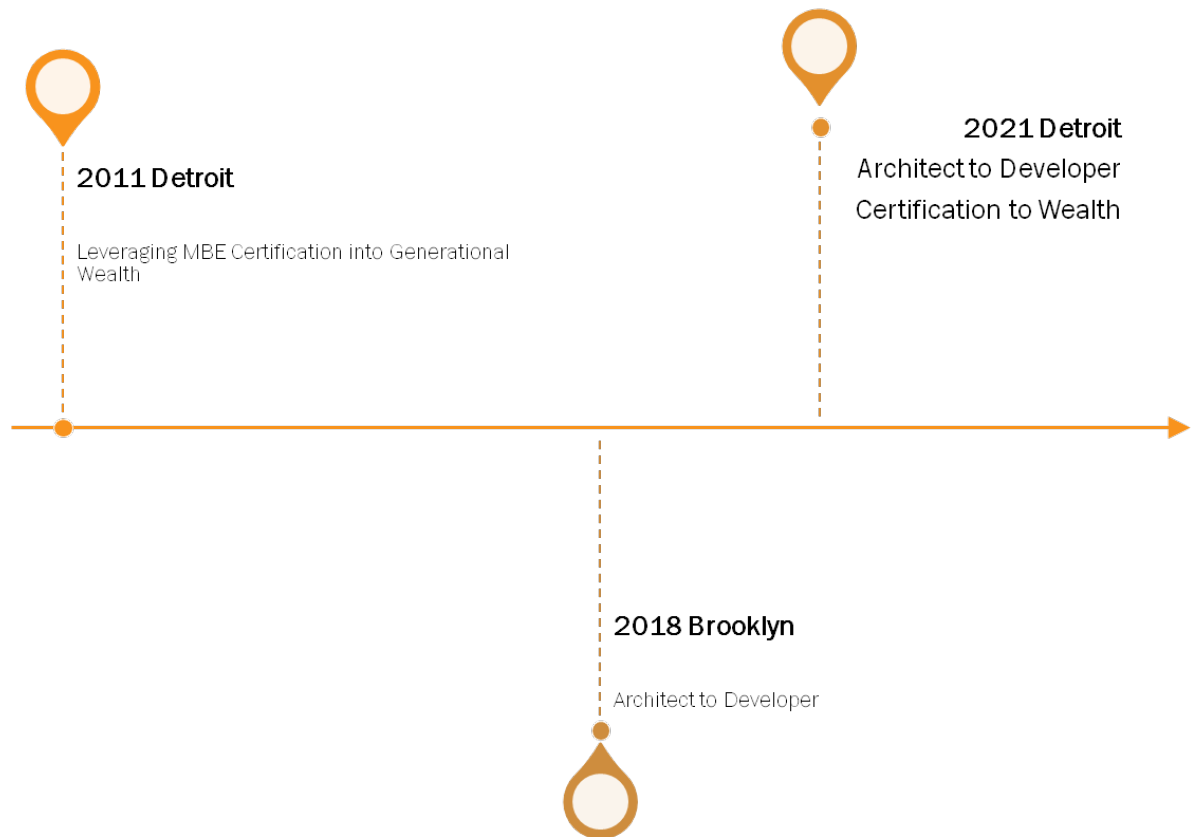 2011 Detroit
Leveraging MBE Certification into Generational
Wealth
2021 Detroit
Architect to Developer
Certification to Wealth
2018 Brooklyn
Architect to Developer